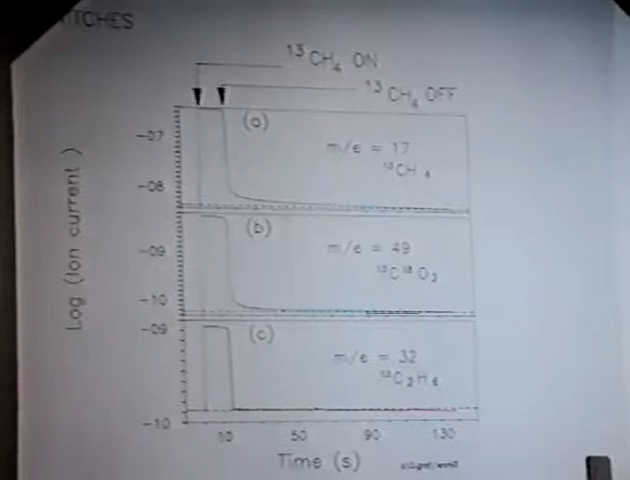 TCHES
¹³CH₄ ON
¹³CH₄ OFF
Log (Ion current)
(a)
m/e = 17
¹³CH₄
-07
-08
(b)
m/e = 49
-09
-10
(c)
m/e = 32
¹³C₂H₆
-09
-10
10 50 90 130
Time (s)